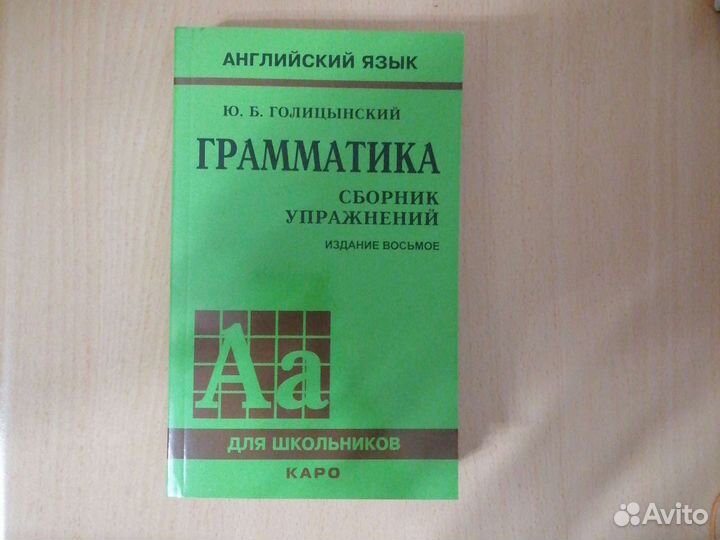 АНГЛИЙСКИЙ ЯЗЫК
Ю. Б. ГОЛИЦЫНСКИЙ
ГРАММАТИКА
СБОРНИК
УПРАЖНЕНИЙ
ИЗДАНИЕ ВОСЬМОЕ
Aa
ДЛЯ ШКОЛЬНИКОВ
КАРО
Avito